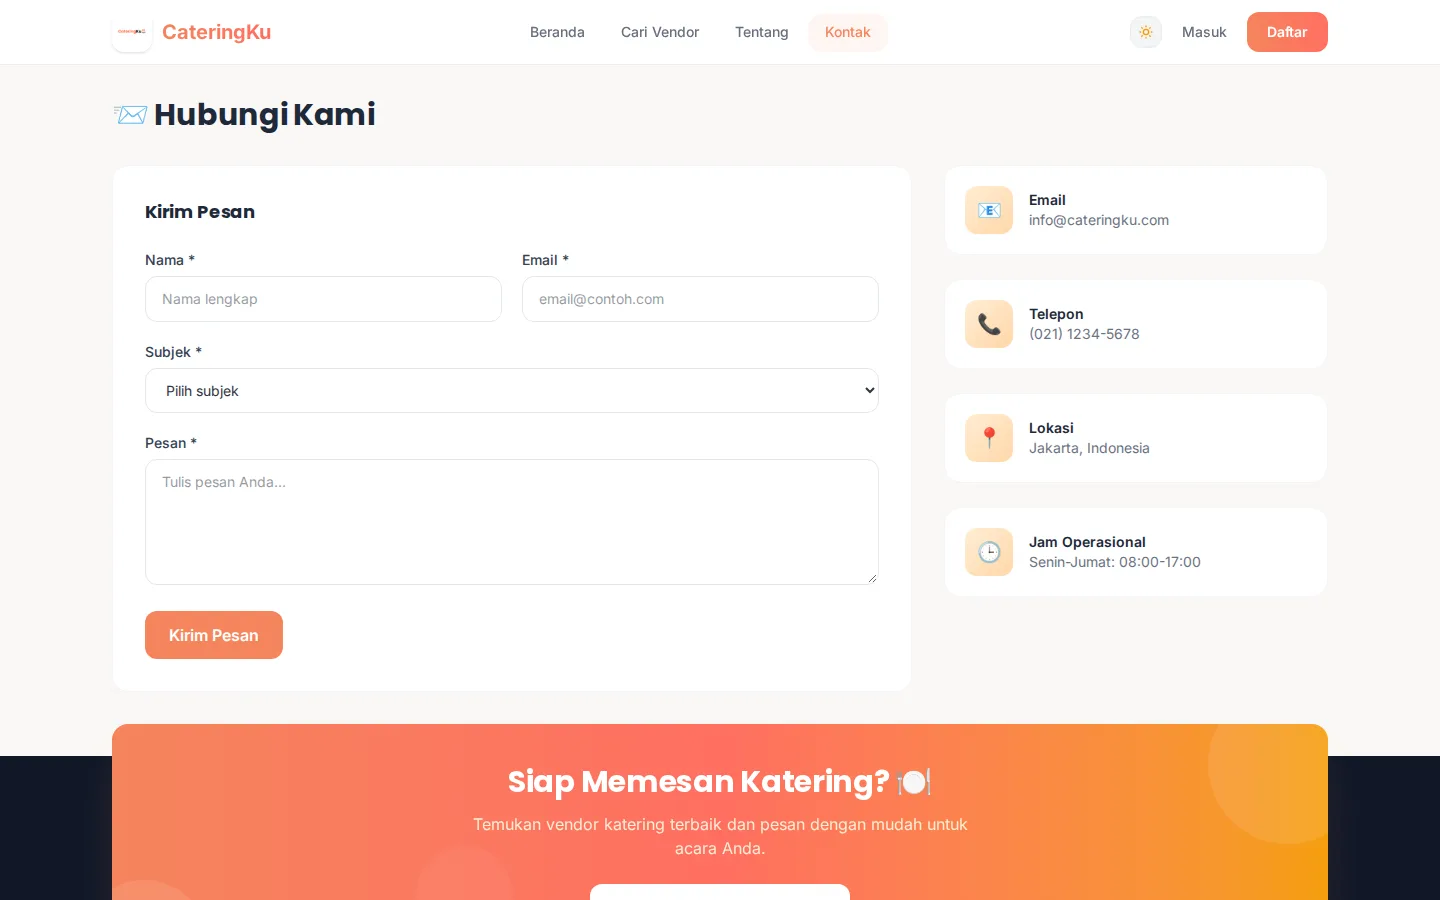 CateringKu
Beranda
Cari Vendor
Tentang
Kontak
Masuk
Daftar
Hubungi Kami
Kirim Pesan
Nama *
Email *
Nama lengkap
email@contoh.com
Subjek *
Pilih subjek
Pesan *
Tulis pesan Anda...
Kirim Pesan
Email
info@cateringku.com
Telepon
(021) 1234-5678
Lokasi
Jakarta, Indonesia
Jam Operasional
Senin-Jumat: 08:00-17:00
Siap Memesan Katering?
Temukan vendor katering terbaik dan pesan dengan mudah untuk
acara Anda.